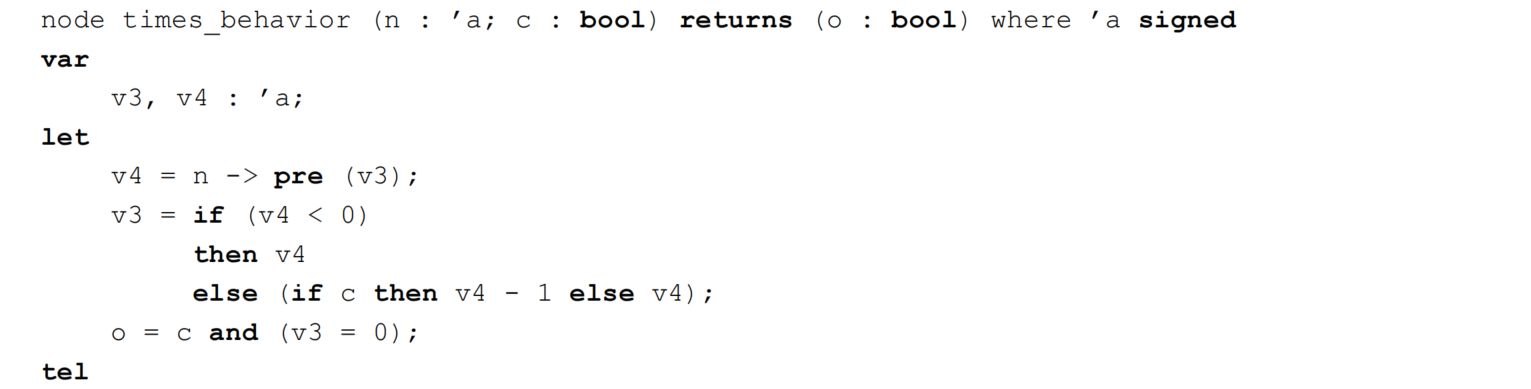 node times_behavior (n : ’a; c : bool) returns (o : bool) where ’a signed
var
v3, v4 : ’a;
let
v4 = n -> pre (v3);
v3 = if (v4 < 0)
then v4
else (if c then v4 - 1 else v4);
o = c and (v3 = 0);
tel